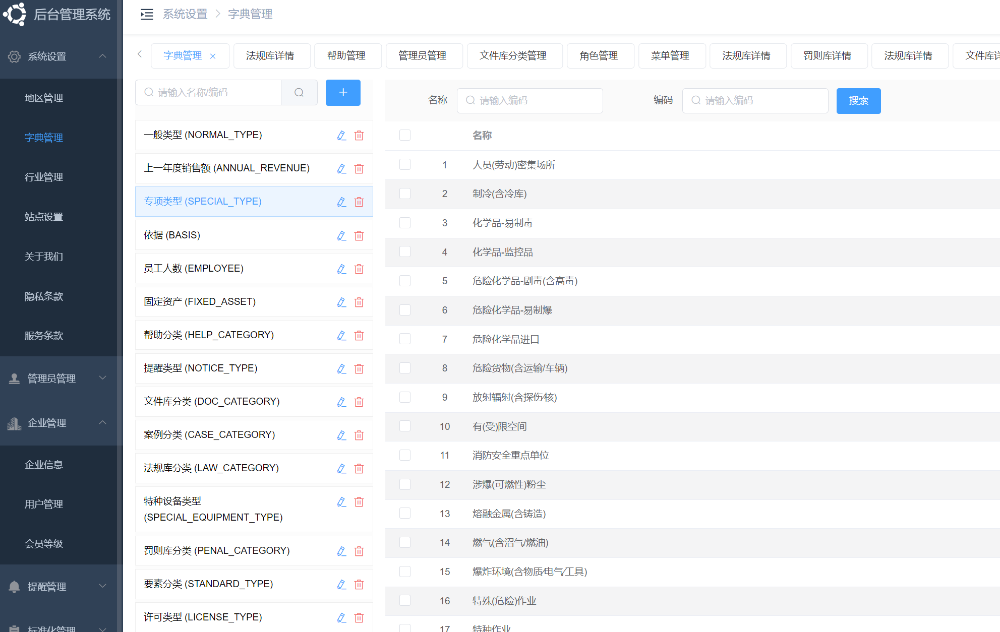 后台管理系统
系统设置
地区管理
字典管理
行业管理
站点设置
关于我们
隐私条款
服务条款
管理员管理
企业管理
企业信息
用户管理
会员等级
提醒管理
标准化管理
系统设置 > 字典管理
字典管理 法规库详情 帮助管理 管理员管理 文件库分类管理 角色管理 菜单管理 法规库详情 罚则库详情 法规库详情 文件库详
请输入名称/编码
+
一般类型 (NORMAL_TYPE)
上一年度销售额 (ANNUAL_REVENUE)
专项类型 (SPECIAL_TYPE)
依据 (BASIS)
员工人数 (EMPLOYEE)
固定资产 (FIXED_ASSET)
帮助分类 (HELP_CATEGORY)
提醒类型 (NOTICE_TYPE)
文件库分类 (DOC_CATEGORY)
案例分类 (CASE_CATEGORY)
法规库分类 (LAW_CATEGORY)
特种设备类型
(SPECIAL_EQUIPMENT_TYPE)
罚则库分类 (PENAL_CATEGORY)
要素分类 (STANDARD_TYPE)
许可类型 (LICENSE_TYPE)
名称 请输入编码 编码 请输入编码 搜索
名称
1 人员(劳动)密集场所
2 制冷(含冷库)
3 化学品-易制毒
4 化学品-监控品
5 危险化学品-剧毒(含高毒)
6 危险化学品-易制爆
7 危险化学品进口
8 危险货物(含运输/车辆)
9 放射辐射(含探伤/核)
10 有(受)限空间
11 消防安全重点单位
12 涉爆(可燃性)粉尘
13 熔融金属(含铸造)
14 燃气(含沼气/燃油)
15 爆炸环境(含物质/电气/工具)
16 特殊(危险)作业
17 特种作业